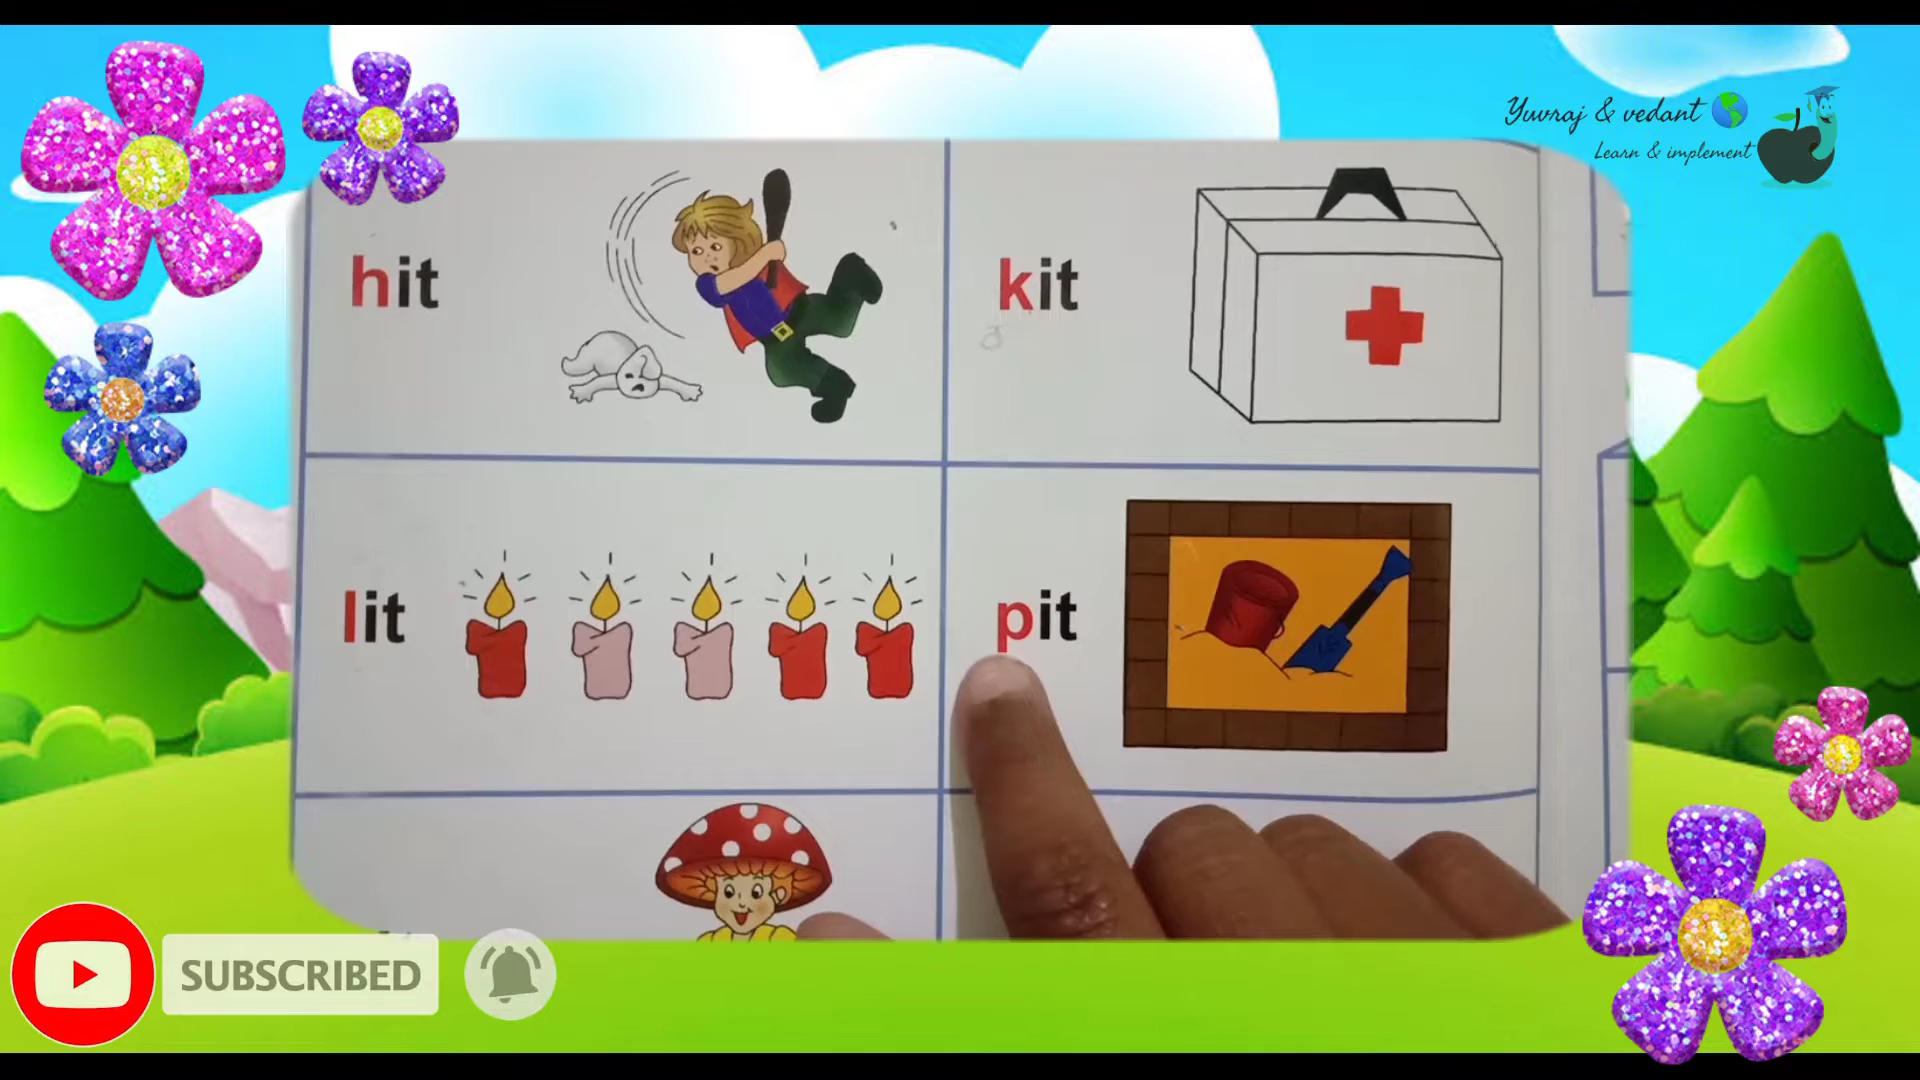 Yuvraj & vedant
Learn & implement
hit
kit
lit
pit
SUBSCRIBED